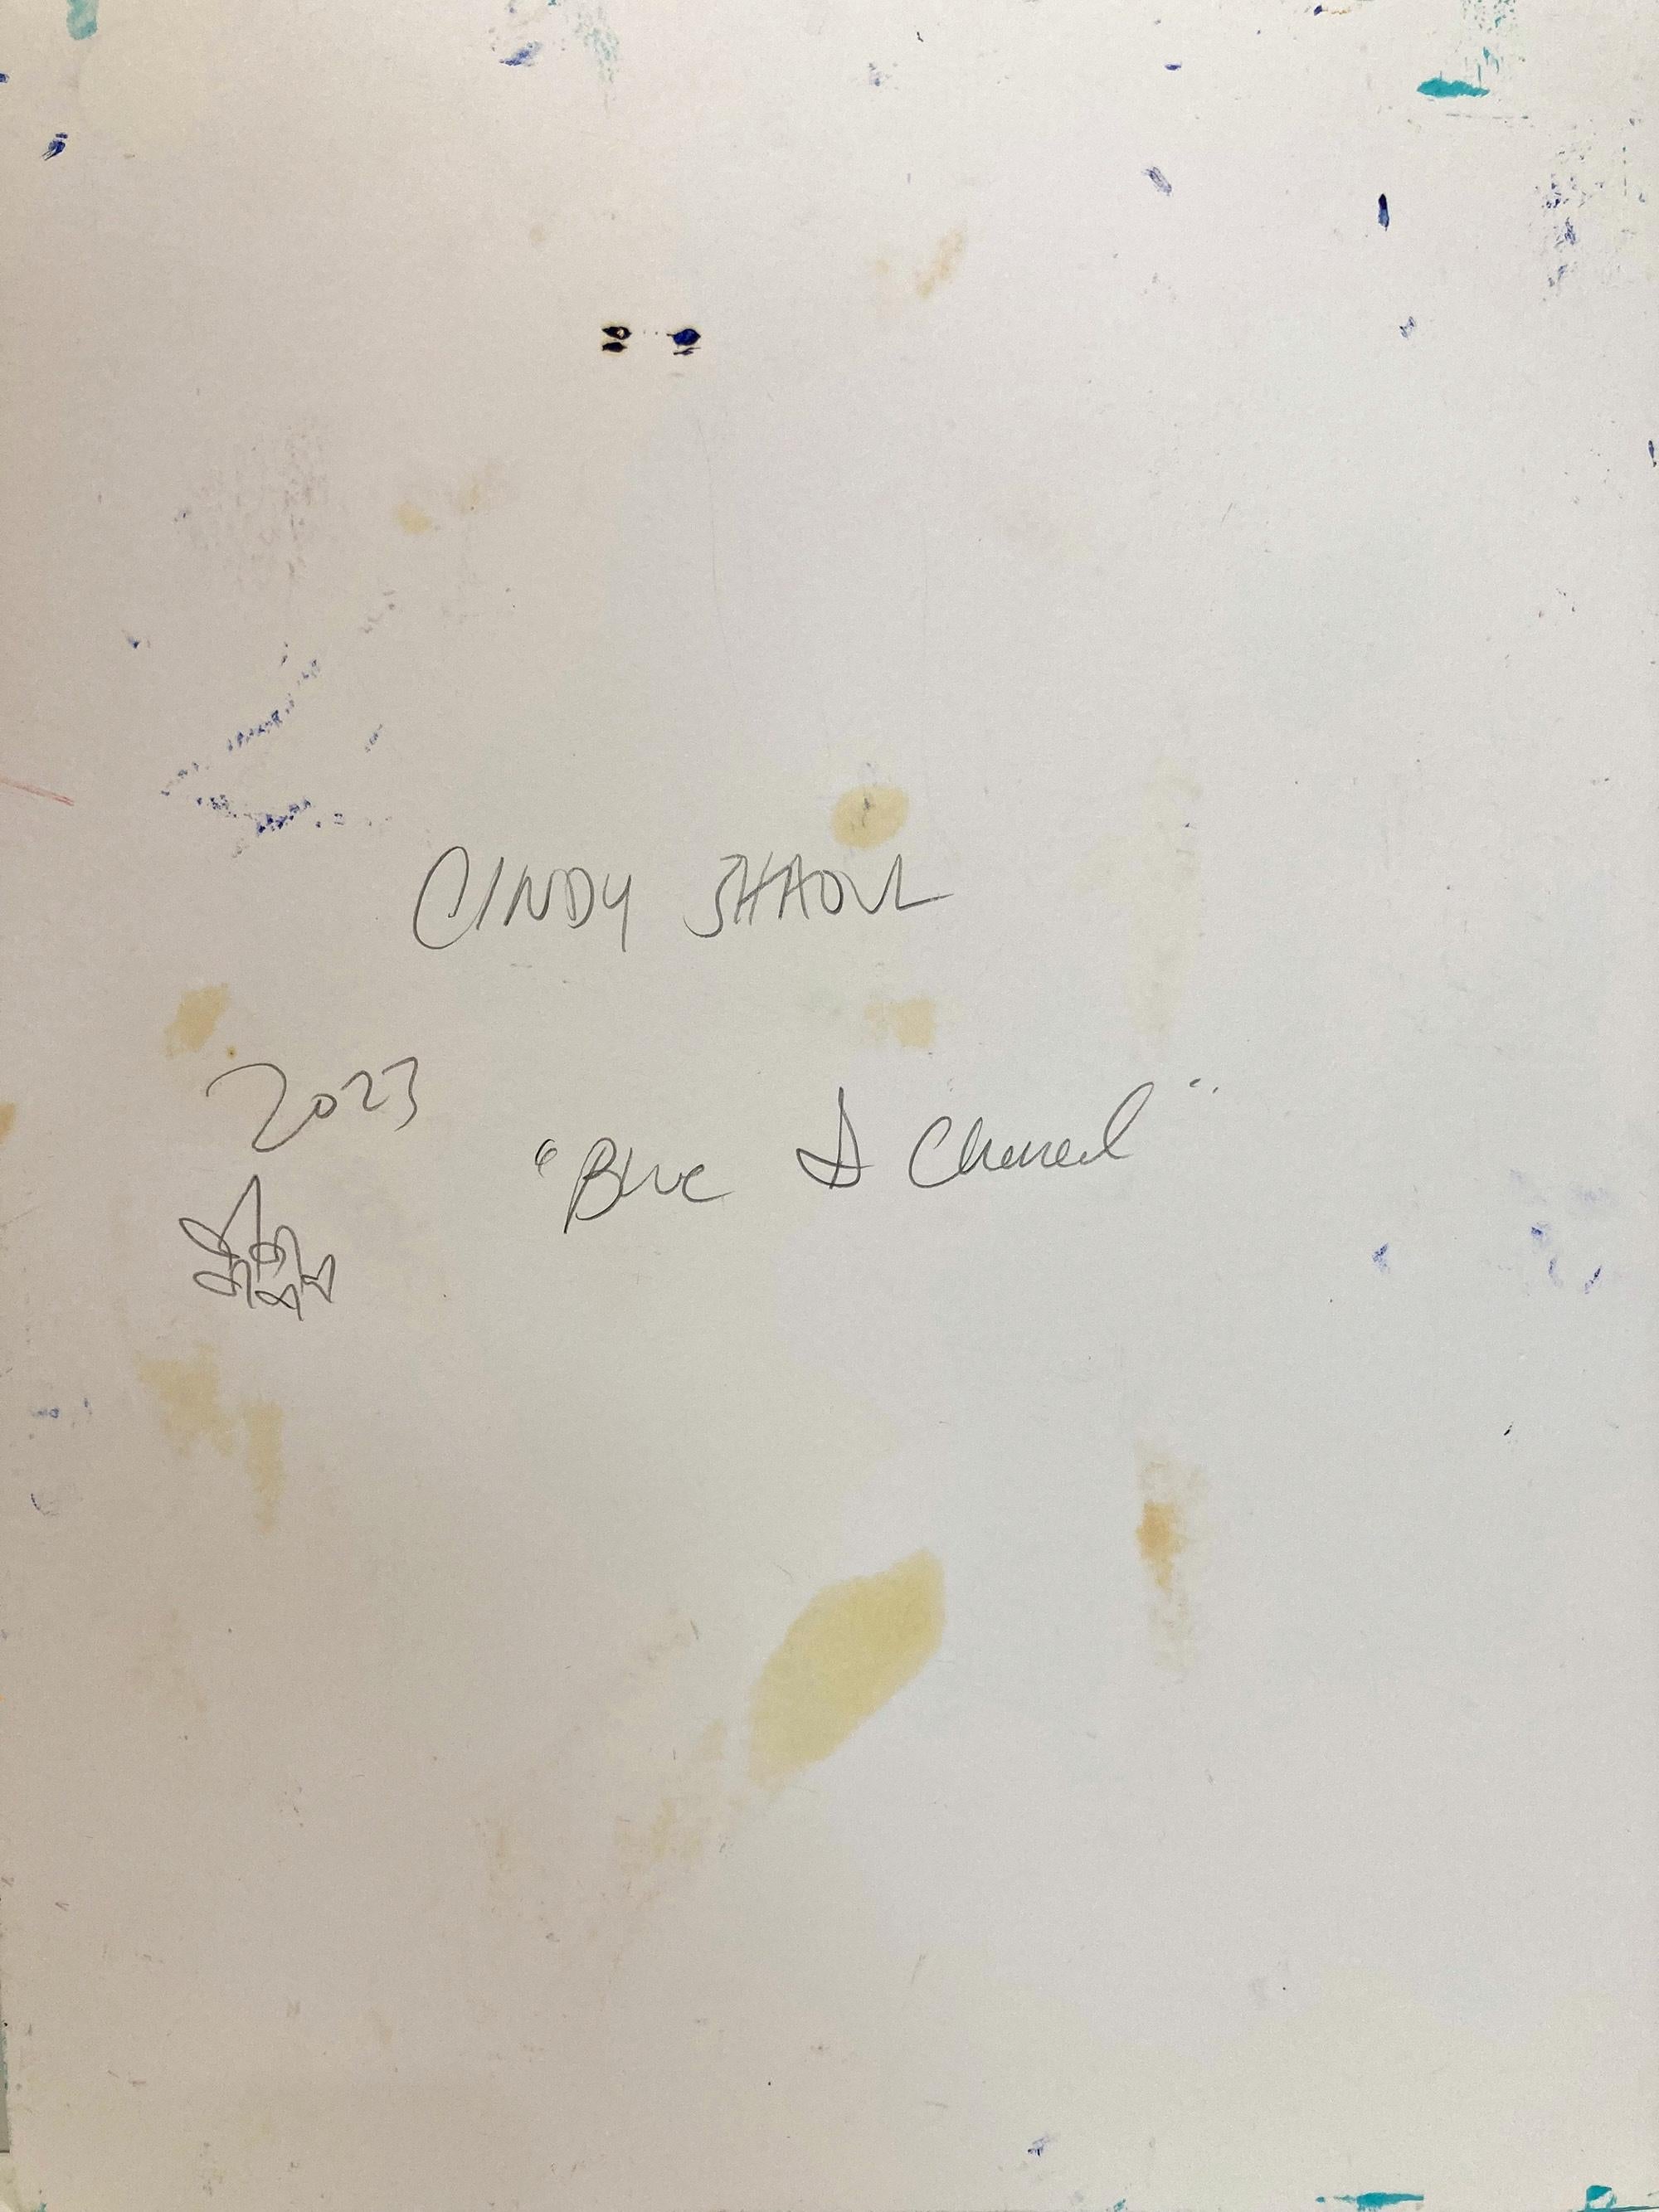 CINDY SHAOUL
2023
"Blue & Chanel"